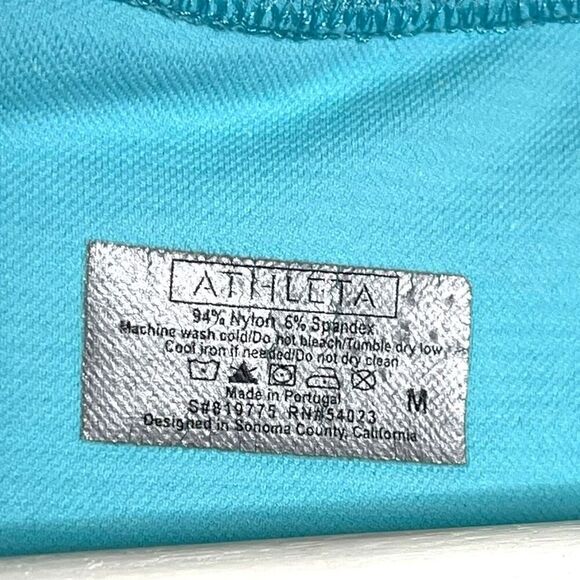 ATHLETA
94% Nylon 6% Spandex
Machine wash cold/Do not bleach/Tumble dry low
Cool iron if needed/Do not dry clean
M
Made in Portugal
S#819775 RN#54023
Designed in Sonoma County, California